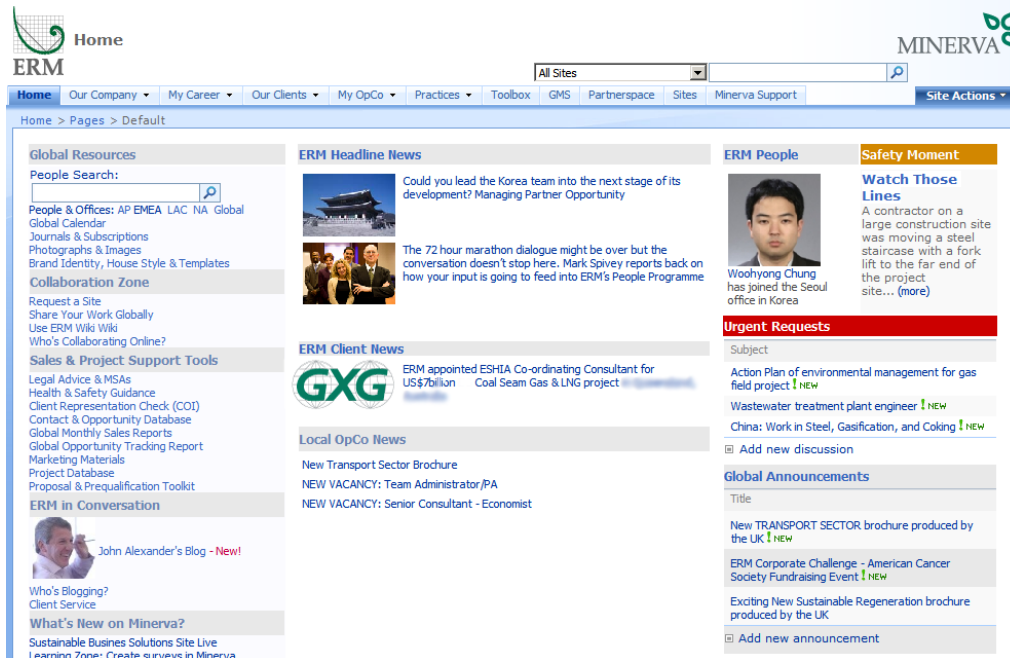 ERM
Home
MINERVA
All Sites
Home
Our Company
My Career
Our Clients
My OpCo
Practices
Toolbox
GMS
Partnerspace
Sites
Minerva Support
Site Actions
Home > Pages > Default
Global Resources
People Search:
People & Offices: AP EMEA LAC NA Global
Global Calendar
Journals & Subscriptions
Photographs & Images
Brand Identity, House Style & Templates
Collaboration Zone
Request a Site
Share Your Work Globally
Use ERM Wiki Wiki
Who's Collaborating Online?
Sales & Project Support Tools
Legal Advice & MSAs
Health & Safety Guidance
Client Representation Check (COI)
Contact & Opportunity Database
Global Monthly Sales Reports
Global Opportunity Tracking Report
Marketing Materials
Project Database
Proposal & Prequalification Toolkit
ERM in Conversation
John Alexander's Blog - New!
Who's Blogging?
Client Service
What's New on Minerva?
Sustainable Busines Solutions Site Live
Learning Zone: Create surveys in Minerva
ERM Headline News
Could you lead the Korea team into the next stage of its
development? Managing Partner Opportunity
The 72 hour marathon dialogue might be over but the
conversation doesn't stop here. Mark Spivey reports back on
how your input is going to feed into ERM's People Programme
ERM Client News
GXG
ERM appointed ESHIA Co-ordinating Consultant for
US$7billion Coal Seam Gas & LNG project
Local OpCo News
New Transport Sector Brochure
NEW VACANCY: Team Administrator/PA
NEW VACANCY: Senior Consultant - Economist
ERM People
Woohyong Chung
has joined the Seoul
office in Korea
Safety Moment
Watch Those
Lines
A contractor on a
large construction site
was moving a steel
staircase with a fork
lift to the far end of
the project
site... (more)
Urgent Requests
Subject
Action Plan of environmental management for gas
field project ! NEW
Wastewater treatment plant engineer ! NEW
China: Work in Steel, Gasification, and Coking ! NEW
Add new discussion
Global Announcements
Title
New TRANSPORT SECTOR brochure produced by
the UK ! NEW
ERM Corporate Challenge - American Cancer
Society Fundraising Event ! NEW
Exciting New Sustainable Regeneration brochure
produced by the UK
Add new announcement